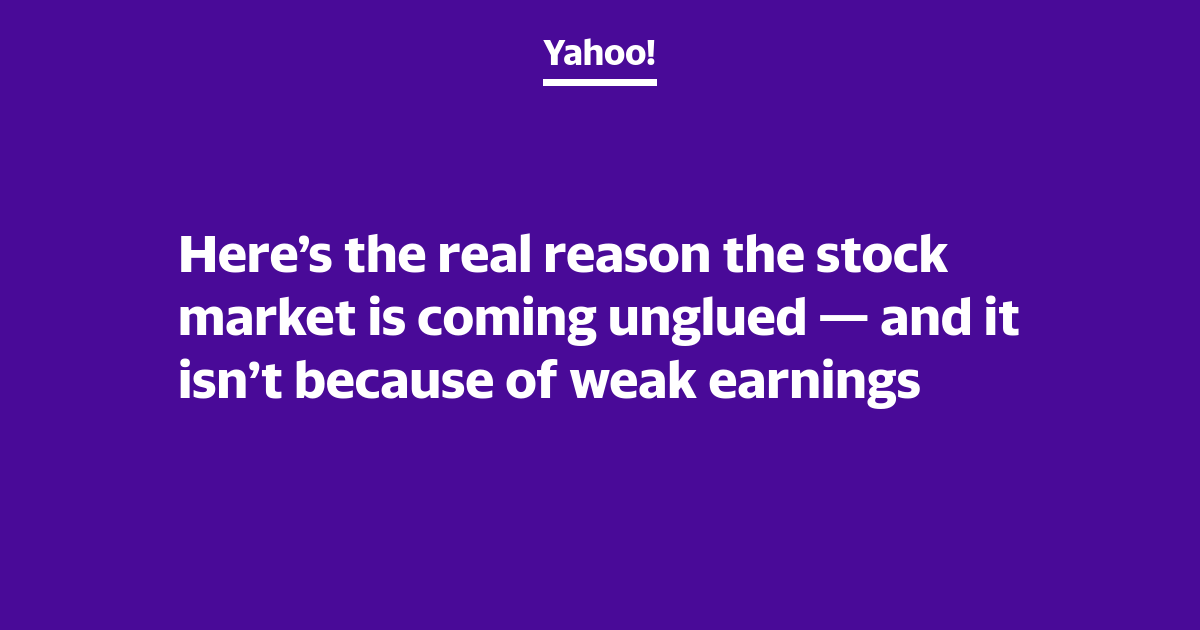 Yahoo!
Here’s the real reason the stock
market is coming unglued — and it
isn’t because of weak earnings